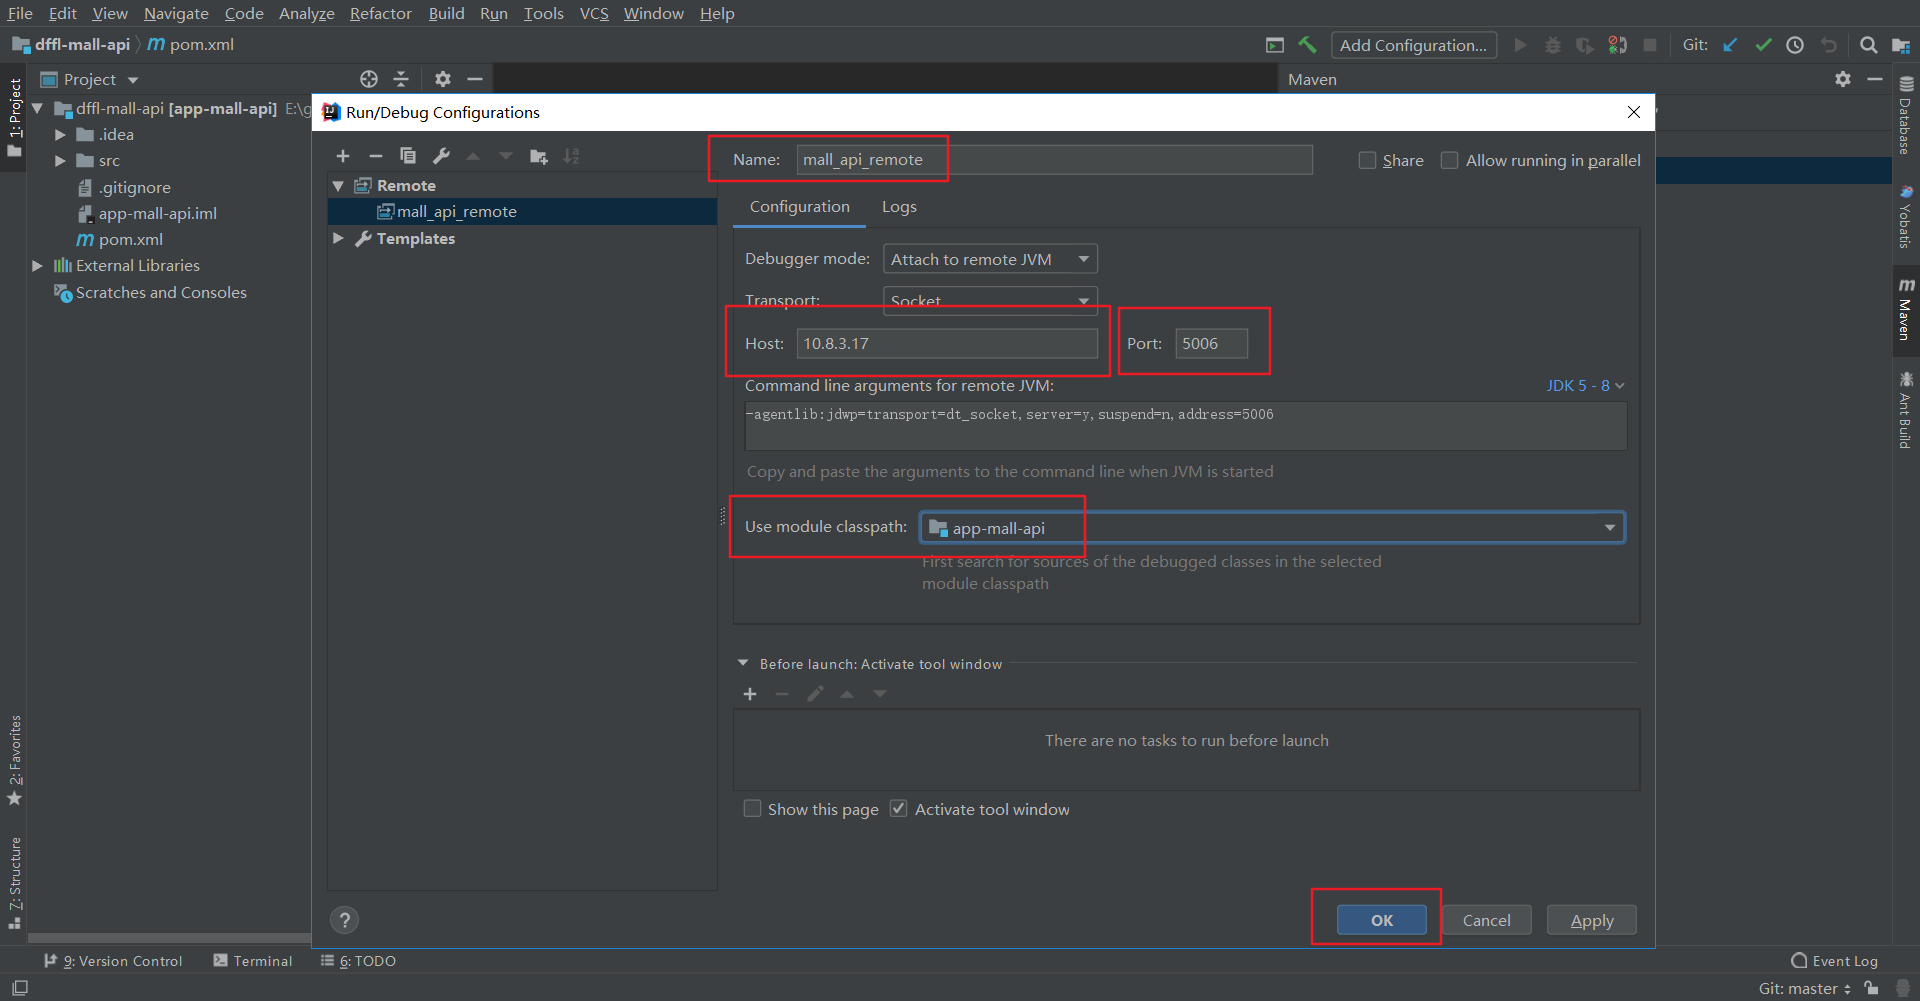 File Edit View Navigate Code Analyze Refactor Build Run Tools VCS Window Help
dffl-mall-api pom.xml Add Configuration... Git:
Project Maven
1: Project
dffl-mall-api [app-mall-api] E:\g
.idea
src
.gitignore
app-mall-api.iml
pom.xml
External Libraries
Scratches and Consoles
Run/Debug Configurations
Remote
mall_api_remote
Templates
Name: mall_api_remote Share Allow running in parallel
Configuration Logs
Debugger mode: Attach to remote JVM
Transport: Socket
Host: 10.8.3.17 Port: 5006
Command line arguments for remote JVM: JDK 5 - 8
-agentlib:jdwp=transport=dt_socket,server=y,suspend=n,address=5006
Copy and paste the arguments to the command line when JVM is started
Use module classpath: app-mall-api
First search for sources of the debugged classes in the selected
module classpath
Before launch: Activate tool window
There are no tasks to run before launch
Show this page Activate tool window
? OK Cancel Apply
Database
Yobatis
Maven
Ant Build
2: Favorites
7: Structure
9: Version Control Terminal 6: TODO Event Log
Git: master